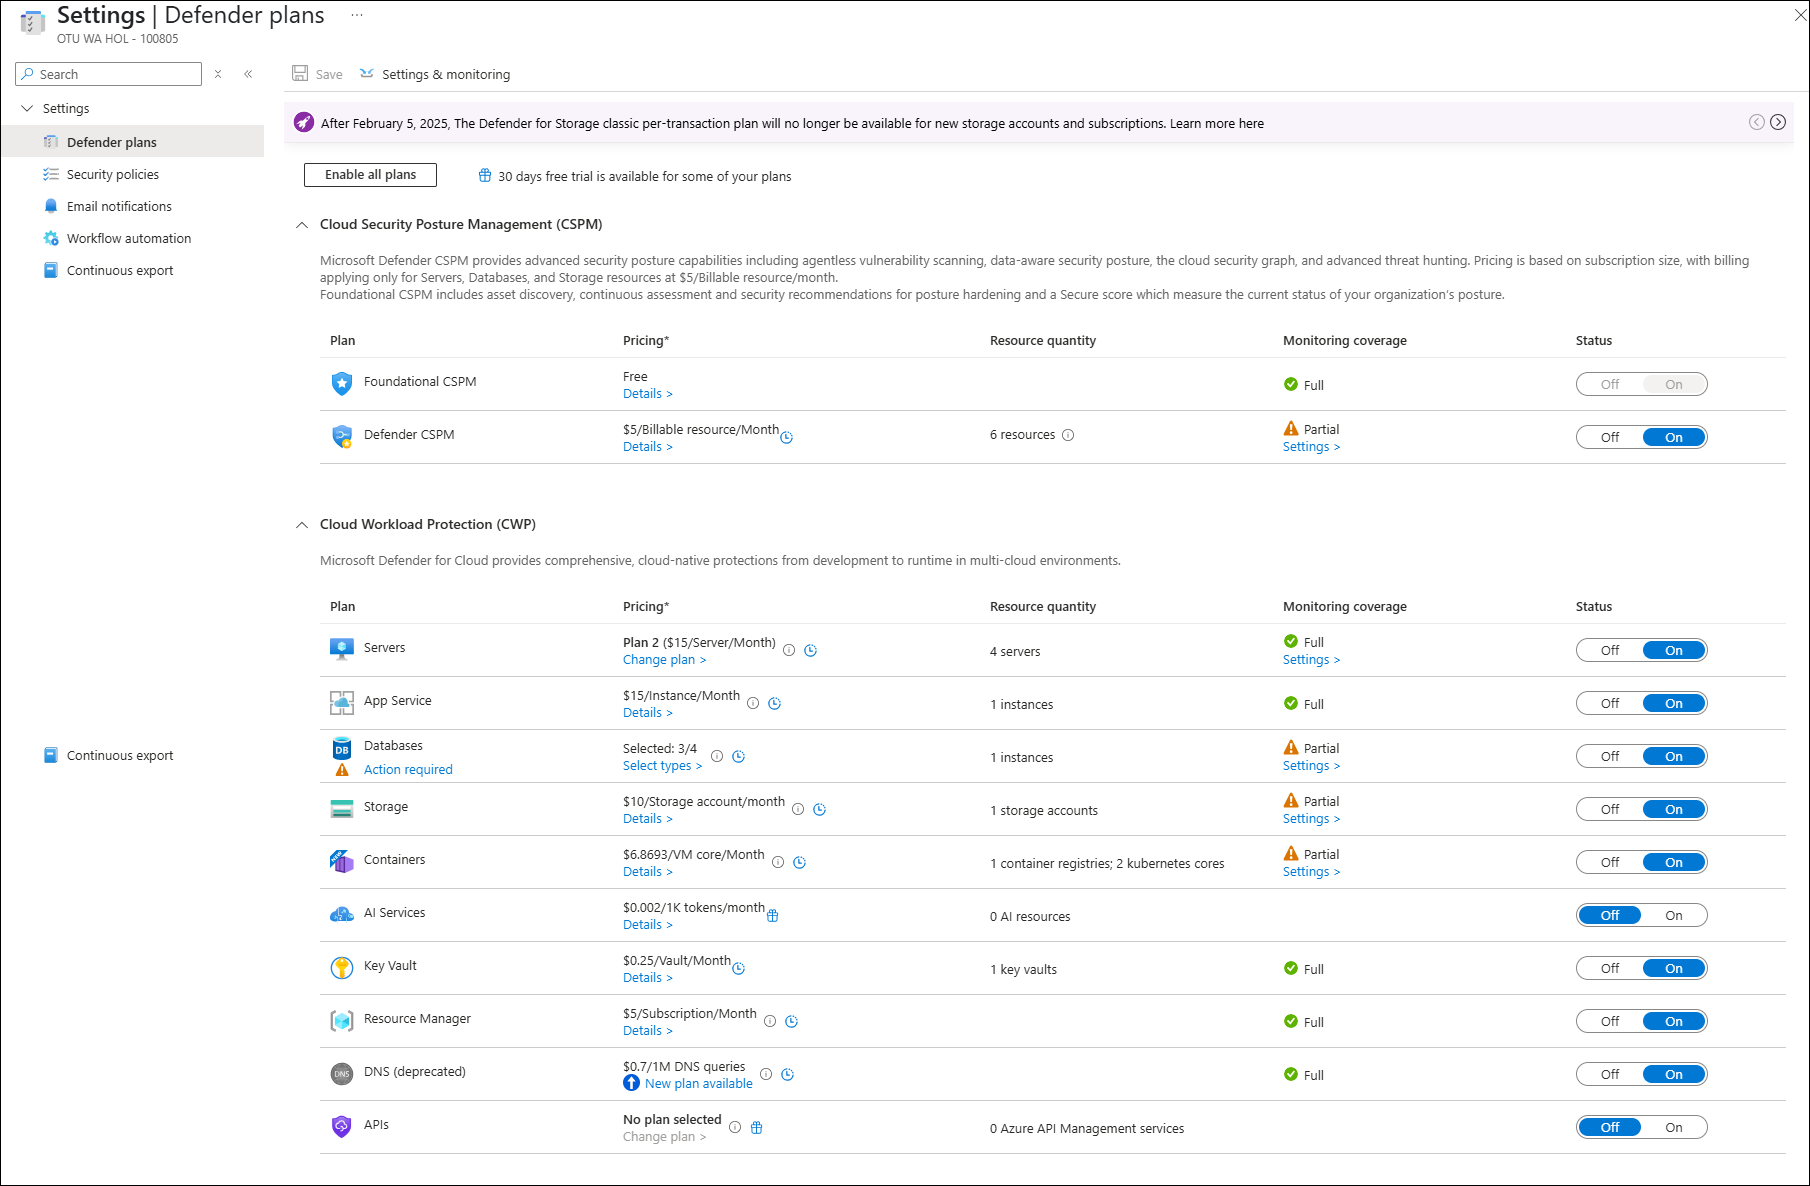 Settings | Defender plans ...
OTU WA HOL - 100805
Search
Save
Settings & monitoring
Settings
Defender plans
Security policies
Email notifications
Workflow automation
Continuous export
Continuous export
After February 5, 2025, The Defender for Storage classic per-transaction plan will no longer be available for new storage accounts and subscriptions. Learn more here
Enable all plans
30 days free trial is available for some of your plans
Cloud Security Posture Management (CSPM)
Microsoft Defender CSPM provides advanced security posture capabilities including agentless vulnerability scanning, data-aware security posture, the cloud security graph, and advanced threat hunting. Pricing is based on subscription size, with billing
applying only for Servers, Databases, and Storage resources at $5/Billable resource/month.
Foundational CSPM includes asset discovery, continuous assessment and security recommendations for posture hardening and a Secure score which measure the current status of your organization's posture.
Plan Pricing* Resource quantity Monitoring coverage Status
Foundational CSPM
Free
Details >
Full
Off On
Defender CSPM
$5/Billable resource/Month
Details >
6 resources
Partial
Settings >
Off On
Cloud Workload Protection (CWP)
Microsoft Defender for Cloud provides comprehensive, cloud-native protections from development to runtime in multi-cloud environments.
Plan Pricing* Resource quantity Monitoring coverage Status
Servers
Plan 2 ($15/Server/Month)
Change plan >
4 servers
Full
Settings >
Off On
App Service
$15/Instance/Month
Details >
1 instances
Full
Off On
DB
Databases
Action required
Selected: 3/4
Select types >
1 instances
Partial
Settings >
Off On
Storage
$10/Storage account/month
Details >
1 storage accounts
Partial
Settings >
Off On
NEW
Containers
$6.8693/VM core/Month
Details >
1 container registries; 2 kubernetes cores
Partial
Settings >
Off On
AI Services
$0.002/1K tokens/month
Details >
0 AI resources
Off On
Key Vault
$0.25/Vault/Month
Details >
1 key vaults
Full
Off On
Resource Manager
$5/Subscription/Month
Details >
Full
Off On
DNS
DNS (deprecated)
$0.7/1M DNS queries
New plan available
Full
Off On
APIs
No plan selected
Change plan >
0 Azure API Management services
Off On